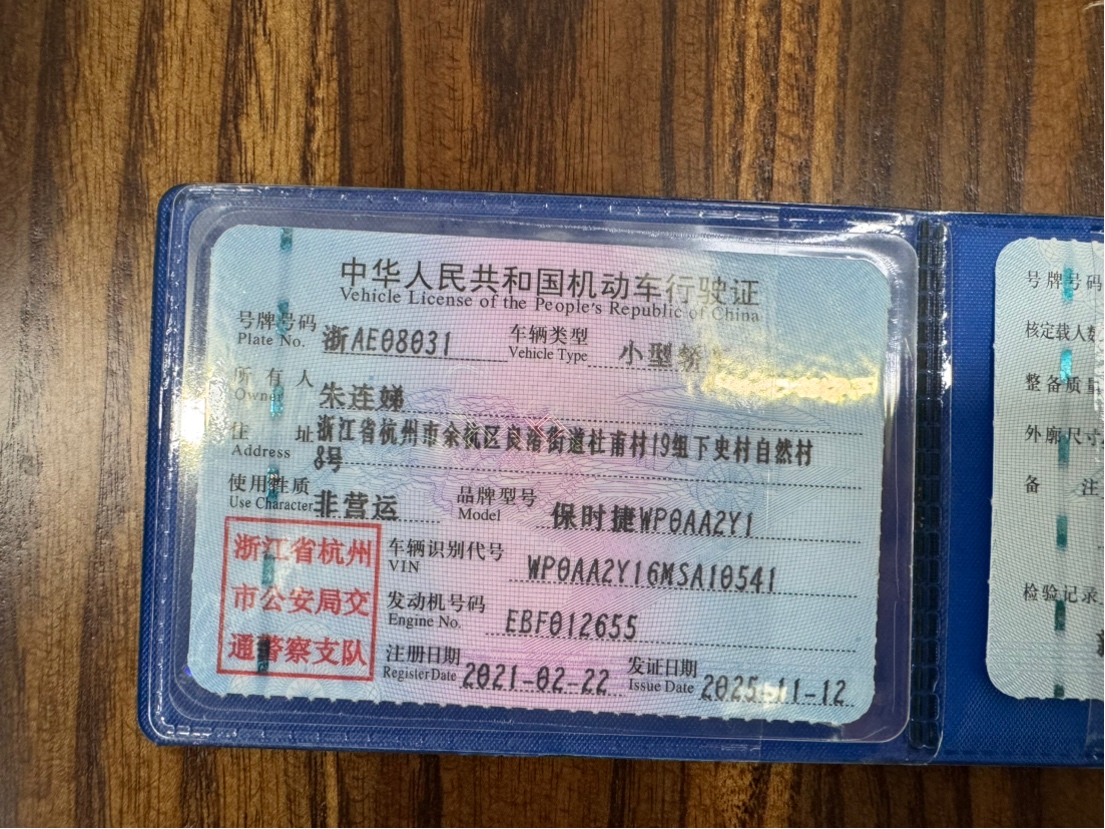 中华人民共和国机动车行驶证
Vehicle License of the People's Republic of China
号牌号码 浙AE08031 车辆类型 小型轿
Plate No. Vehicle Type
所有人 朱连娣
Owner
住址 浙江省杭州市余杭区良渚街道杜甫村19组下史村自然村
Address 8号
使用性质 非营运 品牌型号 保时捷WP0AA2Y1
Use Character Model
浙江省杭州
市公安局交
通警察支队
车辆识别代号 WP0AA2Y16MSA10541
VIN
发动机号码 EBF012655
Engine No.
注册日期 2021-02-22 发证日期 2025-11-12
Register Date Issue Date
号牌号码
核定载人数
整备质量
外廓尺寸
备注
检验记录